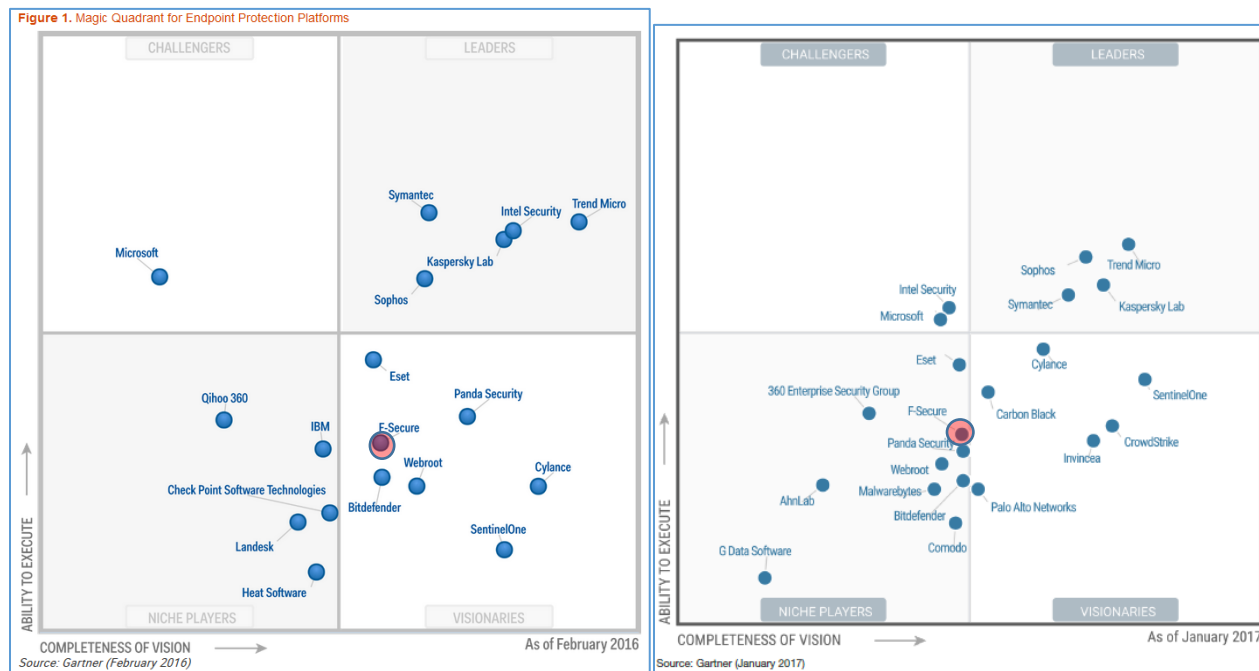 Figure 1. Magic Quadrant for Endpoint Protection Platforms
CHALLENGERS
LEADERS
Symantec
Intel Security
Trend Micro
Microsoft
Kaspersky Lab
Sophos
Eset
Qihoo 360
Panda Security
IBM
F-Secure
Webroot
Cylance
Check Point Software Technologies
Bitdefender
SentinelOne
Landesk
Heat Software
NICHE PLAYERS
VISIONARIES
ABILITY TO EXECUTE
COMPLETENESS OF VISION
As of February 2016
Source: Gartner (February 2016)
CHALLENGERS
LEADERS
Sophos
Trend Micro
Intel Security
Symantec
Kaspersky Lab
Microsoft
Eset
Cylance
360 Enterprise Security Group
SentinelOne
F-Secure
Carbon Black
Panda Security
CrowdStrike
Invincea
Webroot
Malwarebytes
AhnLab
Palo Alto Networks
Bitdefender
Comodo
G Data Software
NICHE PLAYERS
VISIONARIES
ABILITY TO EXECUTE
COMPLETENESS OF VISION
As of January 2017
Source: Gartner (January 2017)